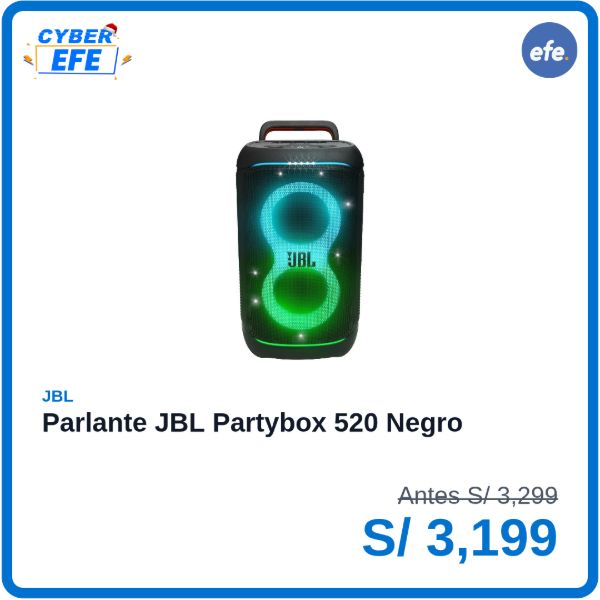 CYBER
EFE
efe.
JBL
JBL
Parlante JBL Partybox 520 Negro
Antes S/ 3,299
S/ 3,199